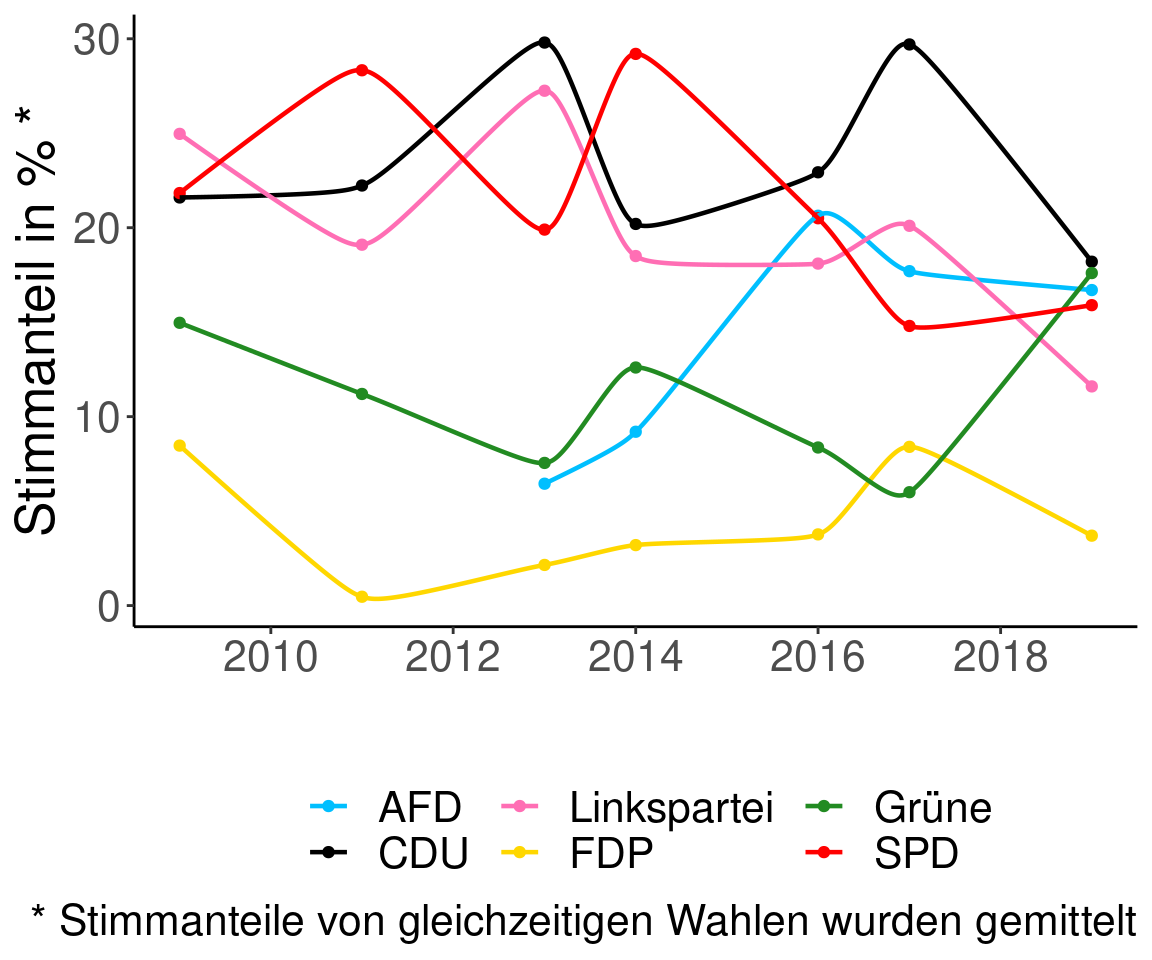 Stimmanteil in % *
30
20
10
0
2010 2012 2014 2016 2018
AFD Linkspartei Grüne
CDU FDP SPD
* Stimmanteile von gleichzeitigen Wahlen wurden gemittelt